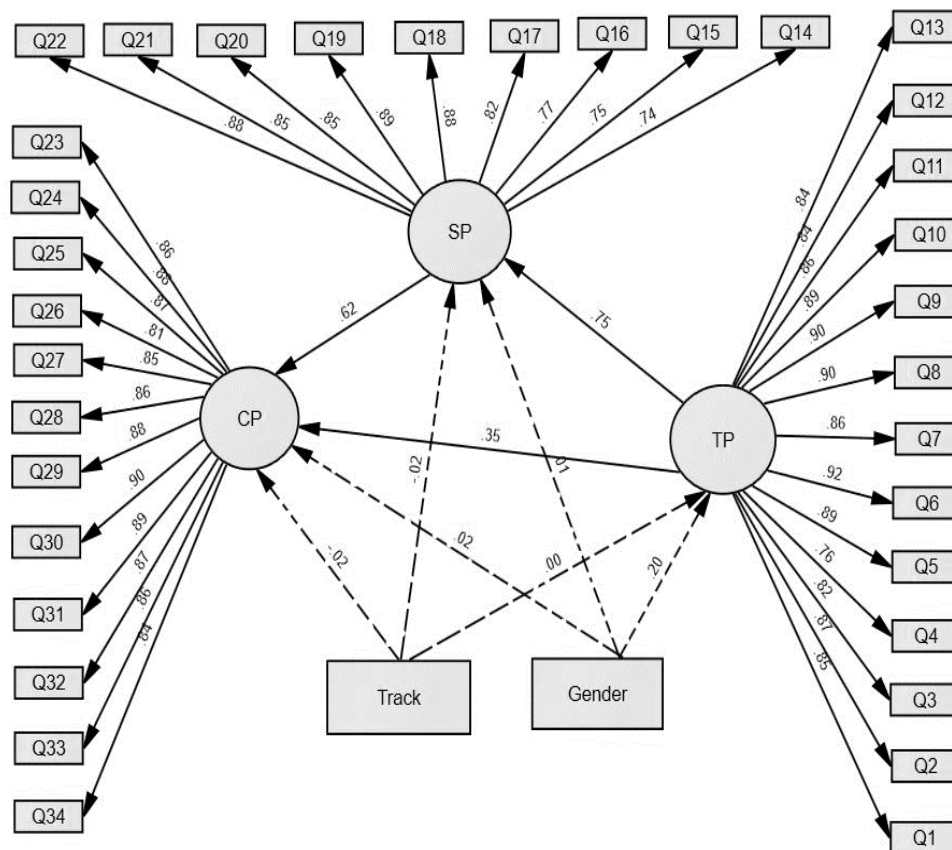 Q22 Q21 Q20 Q19 Q18 Q17 Q16 Q15 Q14 Q13
.88 .85 .85 .89 .88 .82 .77 .75 .74
Q23
Q24
Q25
Q26
Q27
Q28
Q29
Q30
Q31
Q32
Q33
Q34
.86
.88
.87
.81
.85
.86
.88
.90
.89
.87
.86
.84
SP
CP
TP
.62
.75
.35
-.02
.01
-.02
.02
.00
.20
Track
Gender
.84
.84
.86
.89
.90
.90
.86
.92
.89
.76
.82
.87
.85
Q12
Q11
Q10
Q9
Q8
Q7
Q6
Q5
Q4
Q3
Q2
Q1